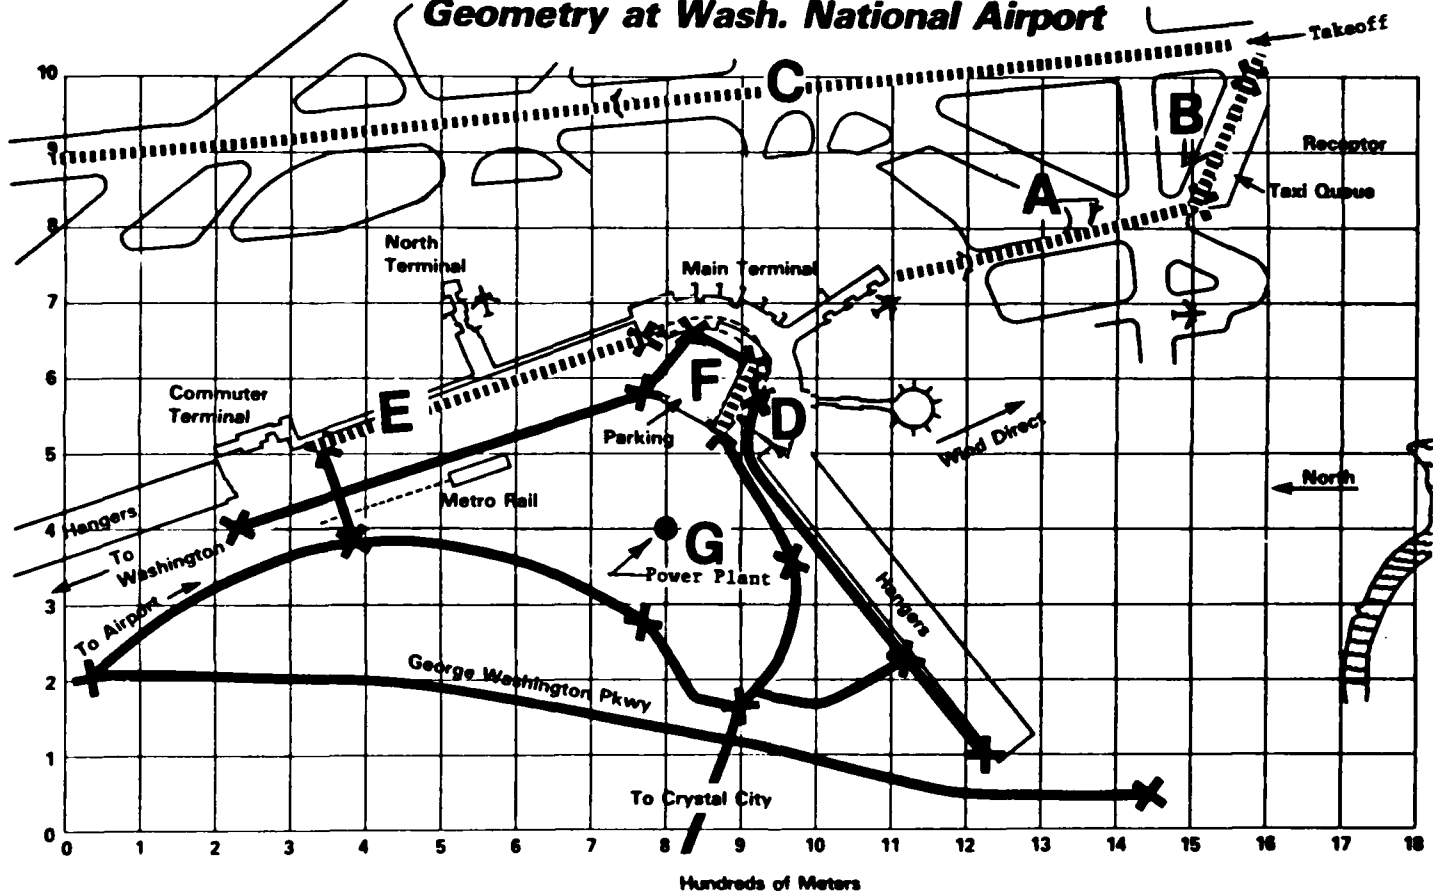 Geometry at Wash. National Airport
Takeoff
10
C
B
9
Receptor
A
Taxi Queue
8
North
Terminal
Main Terminal
7
6
F
Commuter
Terminal
E
D
Parking
Wind Direct
5
North
Metro Rail
Hangers
4
To
Washington
G
Power Plant
Hangers
3
To Airport
George Washington Pkwy
2
1
To Crystal City
0
0 1 2 3 4 5 6 7 8 9 10 11 12 13 14 15 16 17 18
Hundreds of Meters